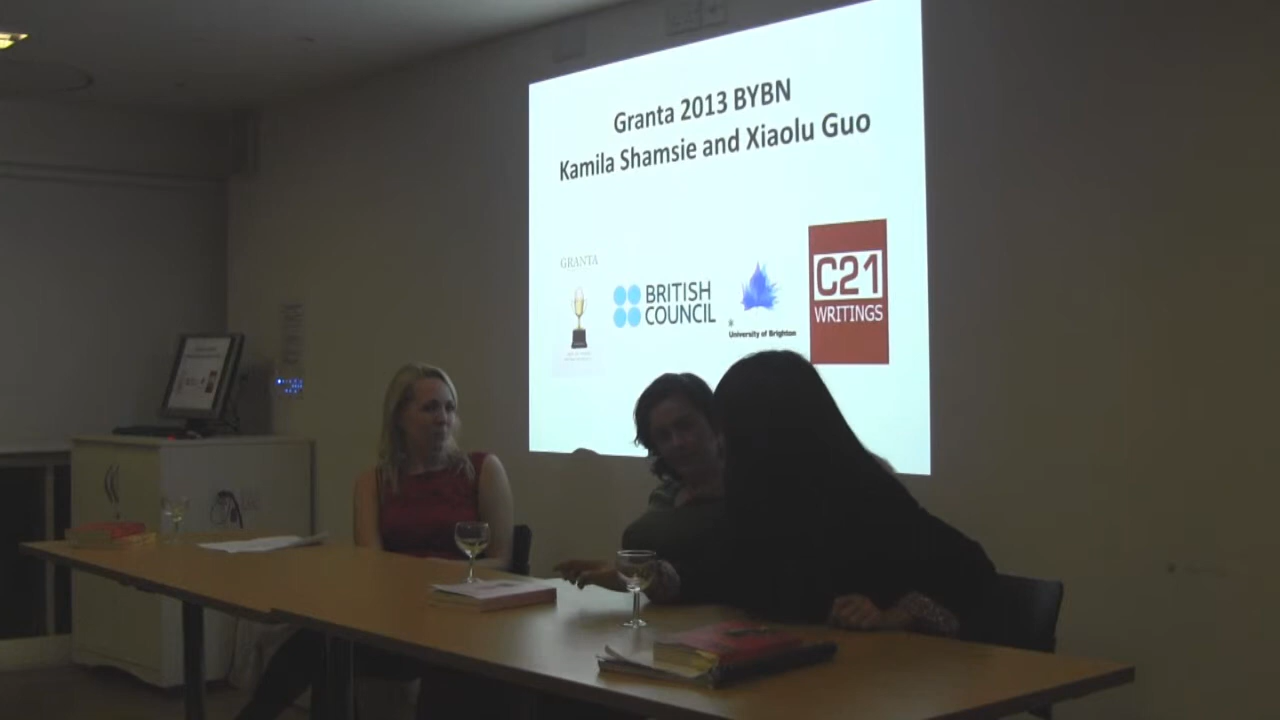 Granta 2013 BYBN
Kamila Shamsie and Xiaolu Guo
GRANTA
BRITISH
COUNCIL
University of Brighton
C21
WRITINGS